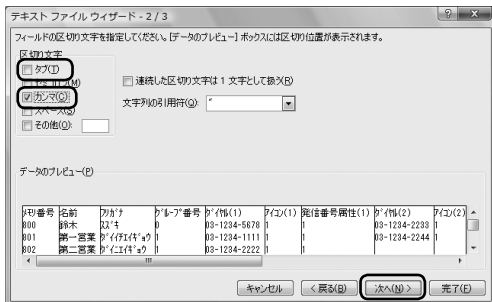 テキスト ファイル ウィザード - 2 / 3
フィールドの区切り文字を指定してください。[データのプレビュー] ボックスには区切り位置が表示されます。
区切り文字
タブ(T)
セミコロン(M)
カンマ(C)
スペース(S)
その他(O):
連続した区切り文字は 1 文字として扱う(R)
文字列の引用符(Q): "
データのプレビュー(P)
ﾒﾓﾘ番号 名前 ﾌﾘｶﾞﾅ ｸﾞﾙｰﾌﾟ番号 ﾀﾞｲﾔﾙ(1) ｱｲｺﾝ(1) 発信番号属性(1) ﾀﾞｲﾔﾙ(2) ｱｲｺﾝ(2)
800 鈴木 ｽｽﾞｷ 0 03-1234-5678 1 1 03-1234-2233 1
801 第一営業 ﾀﾞｲｲﾁｴｲｷﾞｮｳ 1 03-1234-1111 1 1 03-1234-2244 1
802 第二営業 ﾀﾞｲﾆｴｲｷﾞｮｳ 1 03-1234-2222 1 1
キャンセル < 戻る(B) 次へ(N) > 完了(F)